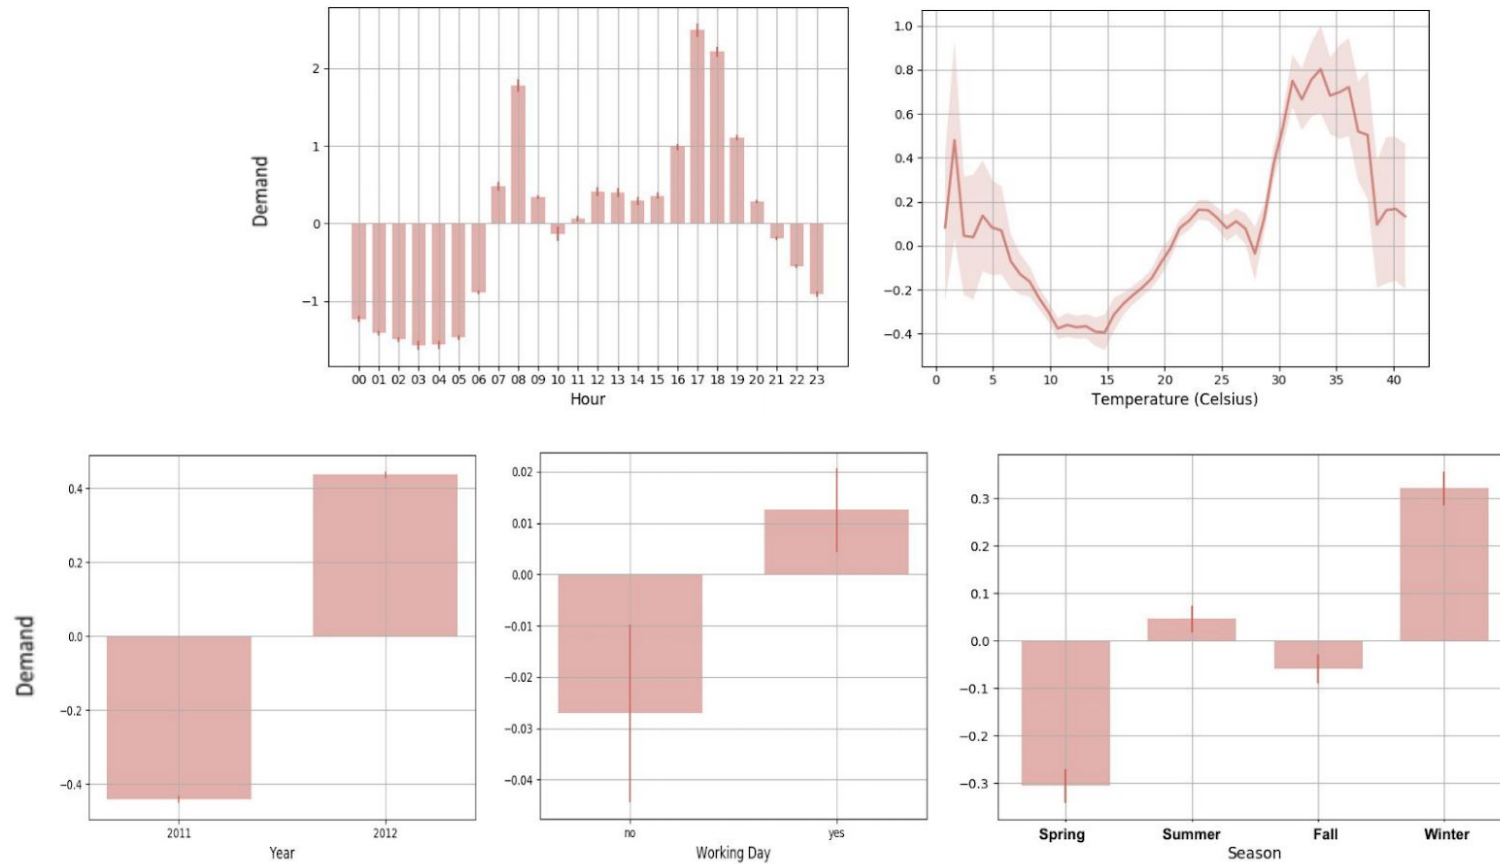 Demand
2
1
0
−1
00 01 02 03 04 05 06 07 08 09 10 11 12 13 14 15 16 17 18 19 20 21 22 23
Hour
1.0
0.8
0.6
0.4
0.2
0.0
−0.2
−0.4
0 5 10 15 20 25 30 35 40
Temperature (Celsius)
Demand
0.4
0.2
0.0
−0.2
−0.4
2011 2012
Year
0.02
0.01
0.00
−0.01
−0.02
−0.03
−0.04
no yes
Working Day
0.3
0.2
0.1
0.0
−0.1
−0.2
−0.3
Spring Summer Fall Winter
Season